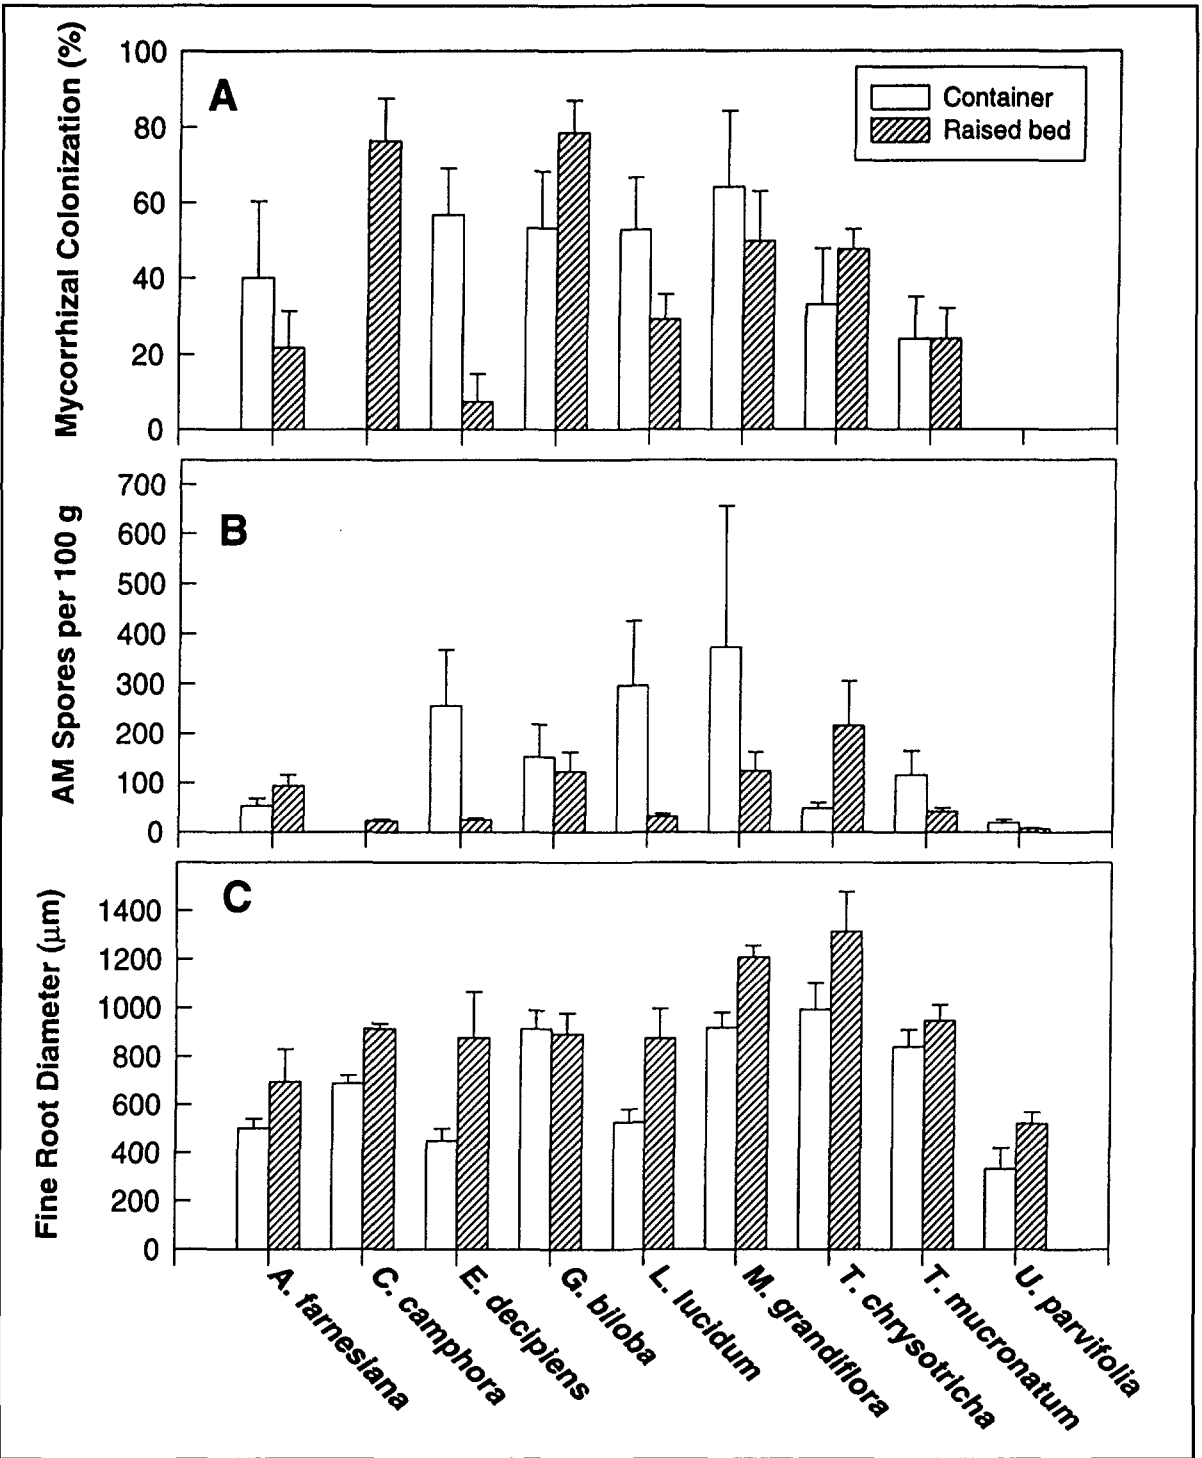 Mycorrhizal Colonization (%)
100
80
60
40
20
0
A
Container
Raised bed
AM Spores per 100 g
700
600
500
400
300
200
100
0
B
Fine Root Diameter (μm)
1400
1200
1000
800
600
400
200
0
C
A. farnesiana
C. camphora
E. decipiens
G. biloba
L. lucidum
M. grandiflora
T. chrysotricha
T. mucronatum
U. parvifolia